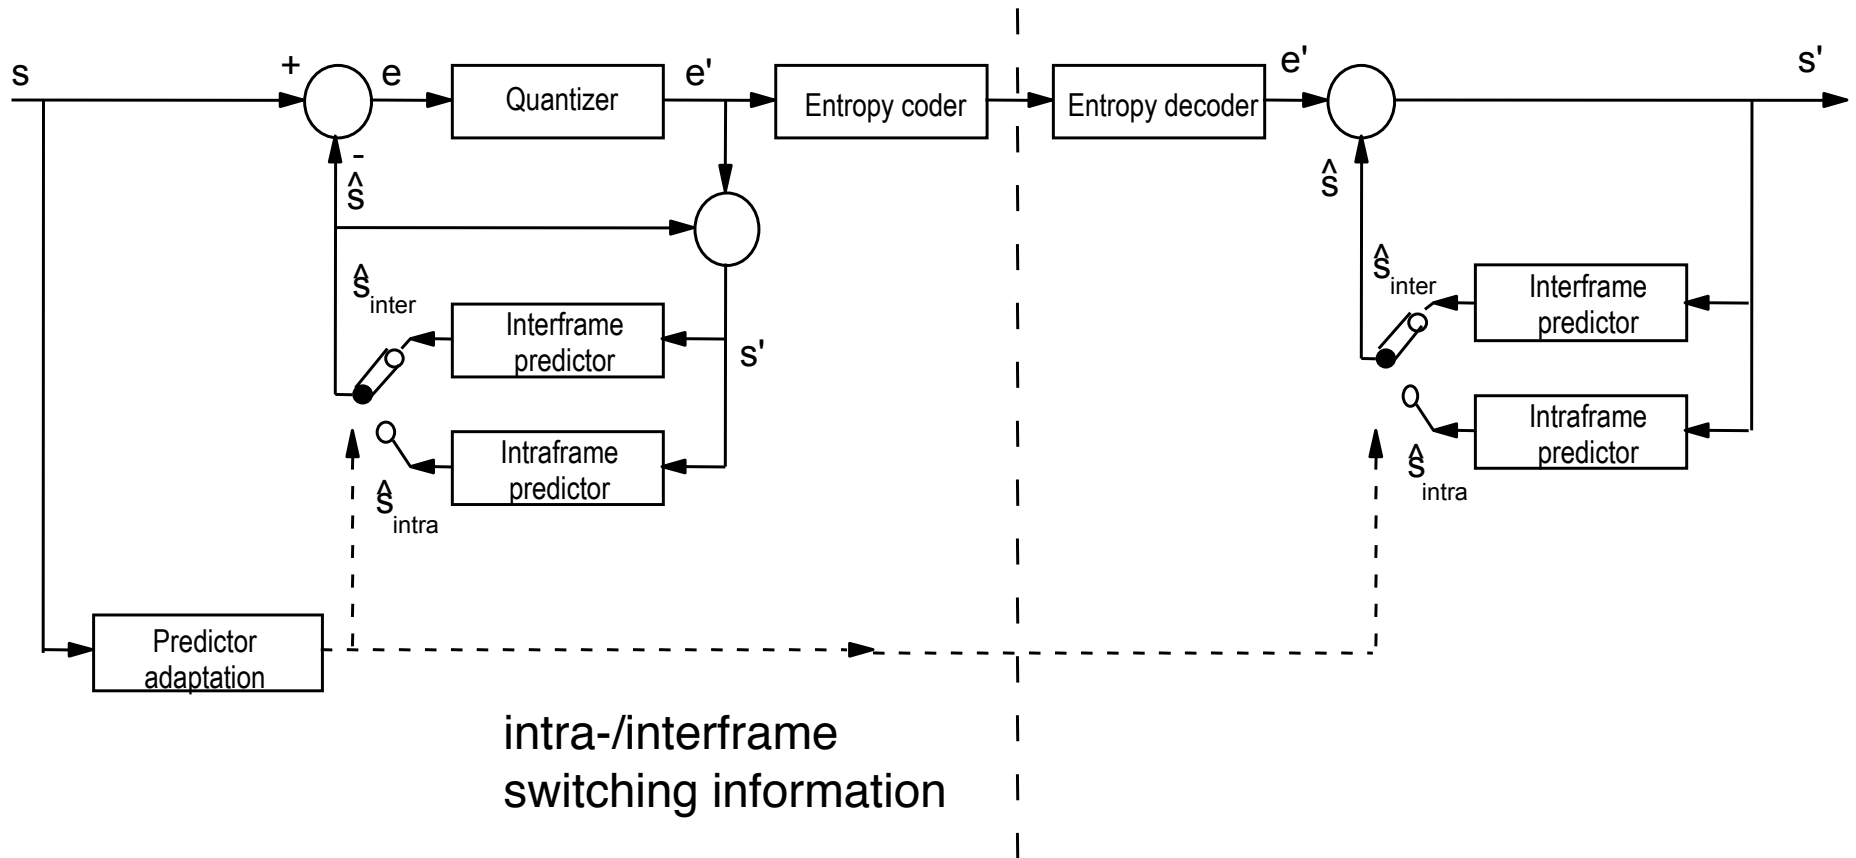 s
+
e
Quantizer
e'
Entropy coder
Entropy decoder
e'
s'
-
ŝ
ŝ
ŝ inter
Interframe
predictor
s'
ŝ inter
Interframe
predictor
Intraframe
predictor
ŝ intra
Intraframe
predictor
ŝ intra
Predictor
adaptation
intra-/interframe
switching information